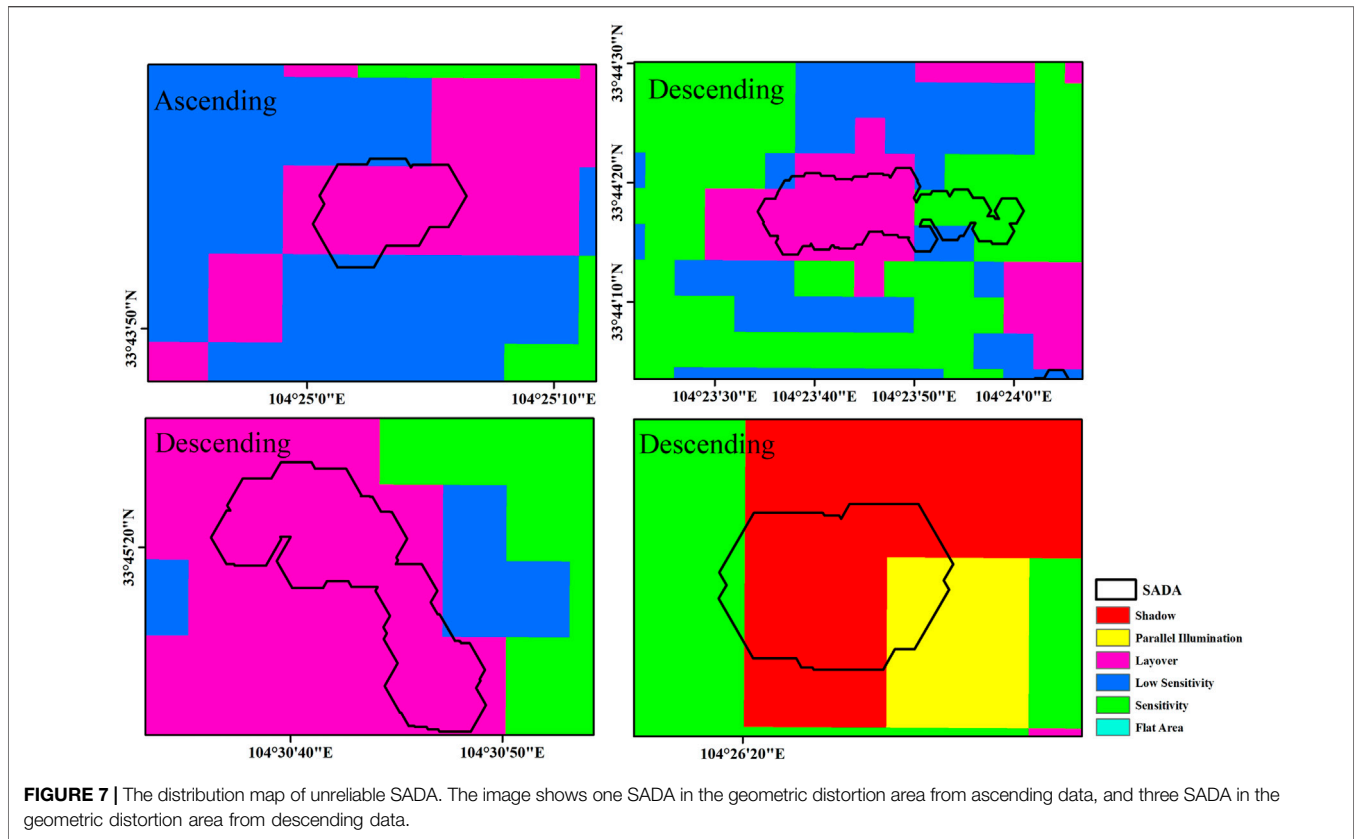 Ascending
33°43'50"N
104°25'0"E
104°25'10"E
Descending
33°44'30"N
33°44'20"N
33°44'10"N
104°23'30"E
104°23'40"E
104°23'50"E
104°24'0"E
Descending
33°45'20"N
104°30'40"E
104°30'50"E
Descending
104°26'20"E
SADA
Shadow
Parallel Illumination
Layover
Low Sensitivity
Sensitivity
Flat Area
FIGURE 7 | The distribution map of unreliable SADA. The image shows one SADA in the geometric distortion area from ascending data, and three SADA in the
geometric distortion area from descending data.